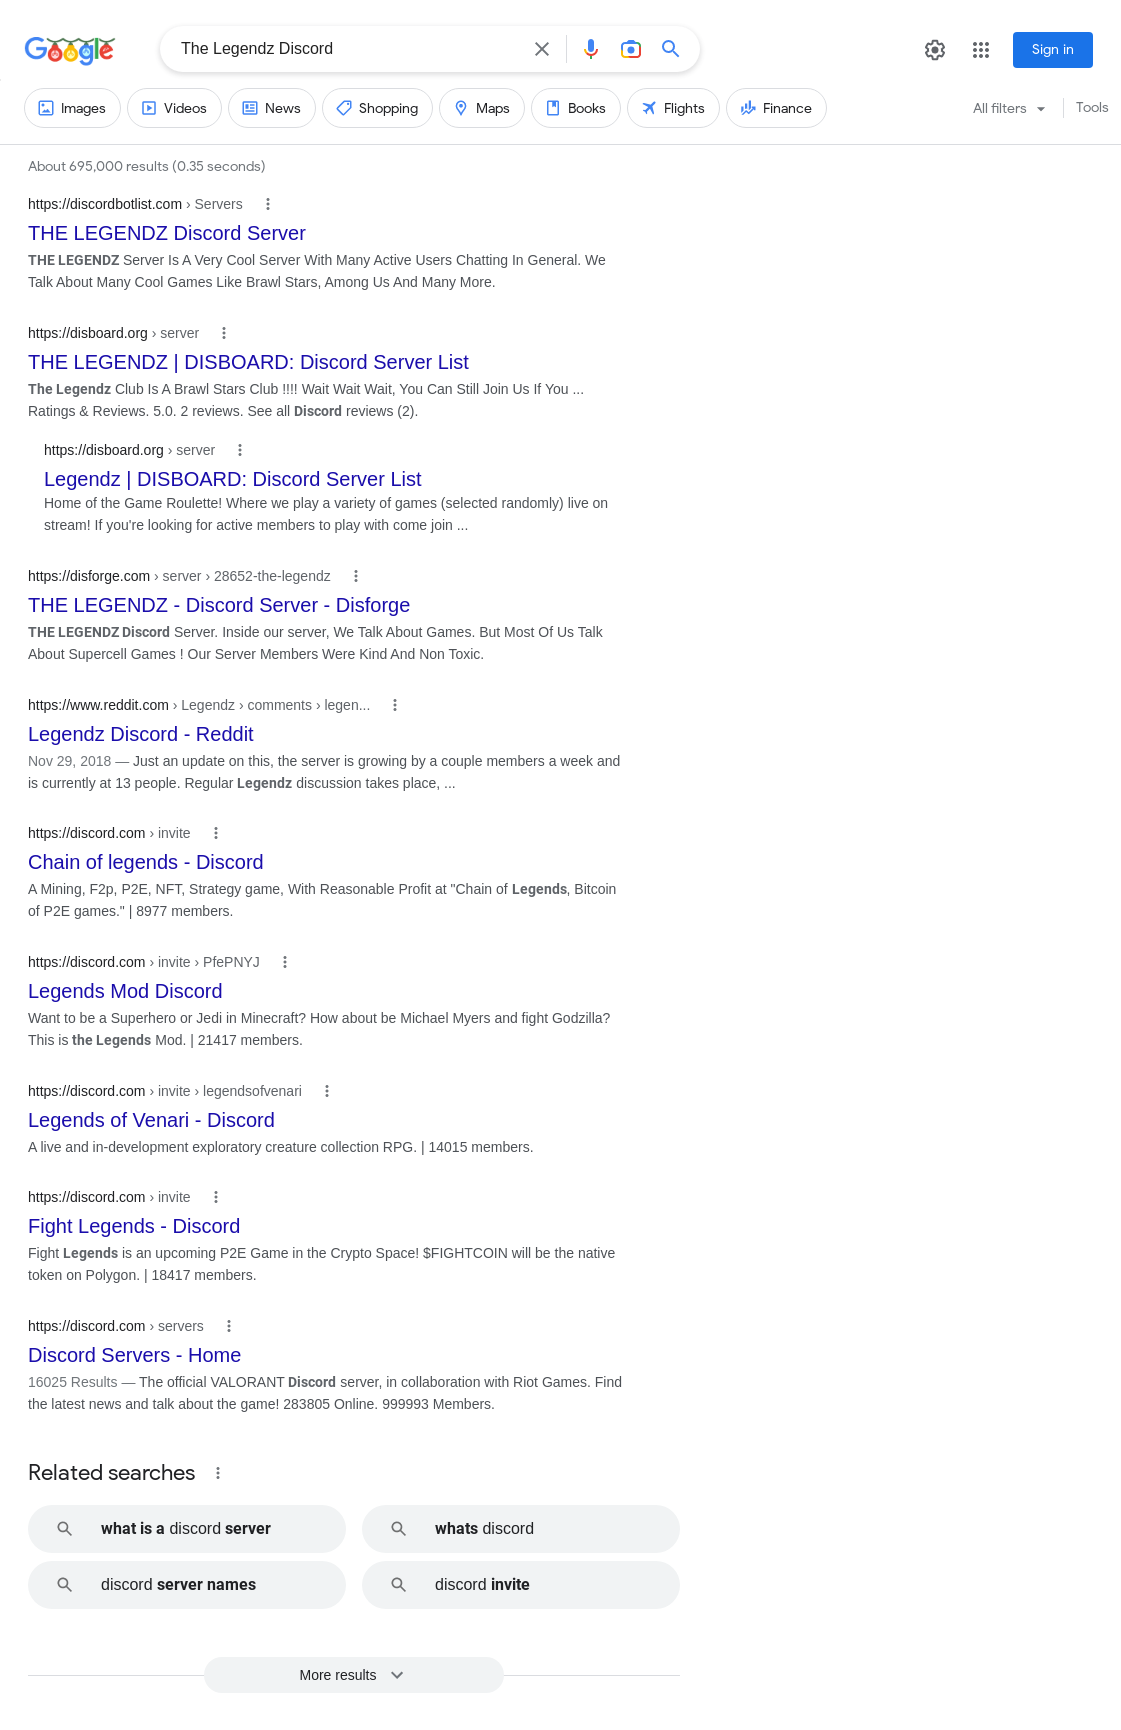 Google
The Legendz Discord
Sign in
Images
Videos
News
Shopping
Maps
Books
Flights
Finance
All filters
Tools
About 695,000 results (0.35 seconds)
https://discordbotlist.com › Servers
THE LEGENDZ Discord Server
THE LEGENDZ Server Is A Very Cool Server With Many Active Users Chatting In General. We
Talk About Many Cool Games Like Brawl Stars, Among Us And Many More.
https://disboard.org › server
THE LEGENDZ | DISBOARD: Discord Server List
The Legendz Club Is A Brawl Stars Club !!!! Wait Wait Wait, You Can Still Join Us If You ...
Ratings & Reviews. 5.0. 2 reviews. See all Discord reviews (2).
https://disboard.org › server
Legendz | DISBOARD: Discord Server List
Home of the Game Roulette! Where we play a variety of games (selected randomly) live on
stream! If you're looking for active members to play with come join ...
https://disforge.com › server › 28652-the-legendz
THE LEGENDZ - Discord Server - Disforge
THE LEGENDZ Discord Server. Inside our server, We Talk About Games. But Most Of Us Talk
About Supercell Games ! Our Server Members Were Kind And Non Toxic.
https://www.reddit.com › Legendz › comments › legen...
Legendz Discord - Reddit
Nov 29, 2018 — Just an update on this, the server is growing by a couple members a week and
is currently at 13 people. Regular Legendz discussion takes place, ...
https://discord.com › invite
Chain of legends - Discord
A Mining, F2p, P2E, NFT, Strategy game, With Reasonable Profit at "Chain of Legends, Bitcoin
of P2E games." | 8977 members.
https://discord.com › invite › PfePNYJ
Legends Mod Discord
Want to be a Superhero or Jedi in Minecraft? How about be Michael Myers and fight Godzilla?
This is the Legends Mod. | 21417 members.
https://discord.com › invite › legendsofvenari
Legends of Venari - Discord
A live and in-development exploratory creature collection RPG. | 14015 members.
https://discord.com › invite
Fight Legends - Discord
Fight Legends is an upcoming P2E Game in the Crypto Space! $FIGHTCOIN will be the native
token on Polygon. | 18417 members.
https://discord.com › servers
Discord Servers - Home
16025 Results — The official VALORANT Discord server, in collaboration with Riot Games. Find
the latest news and talk about the game! 283805 Online. 999993 Members.
Related searches
what is a discord server
whats discord
discord server names
discord invite
More results